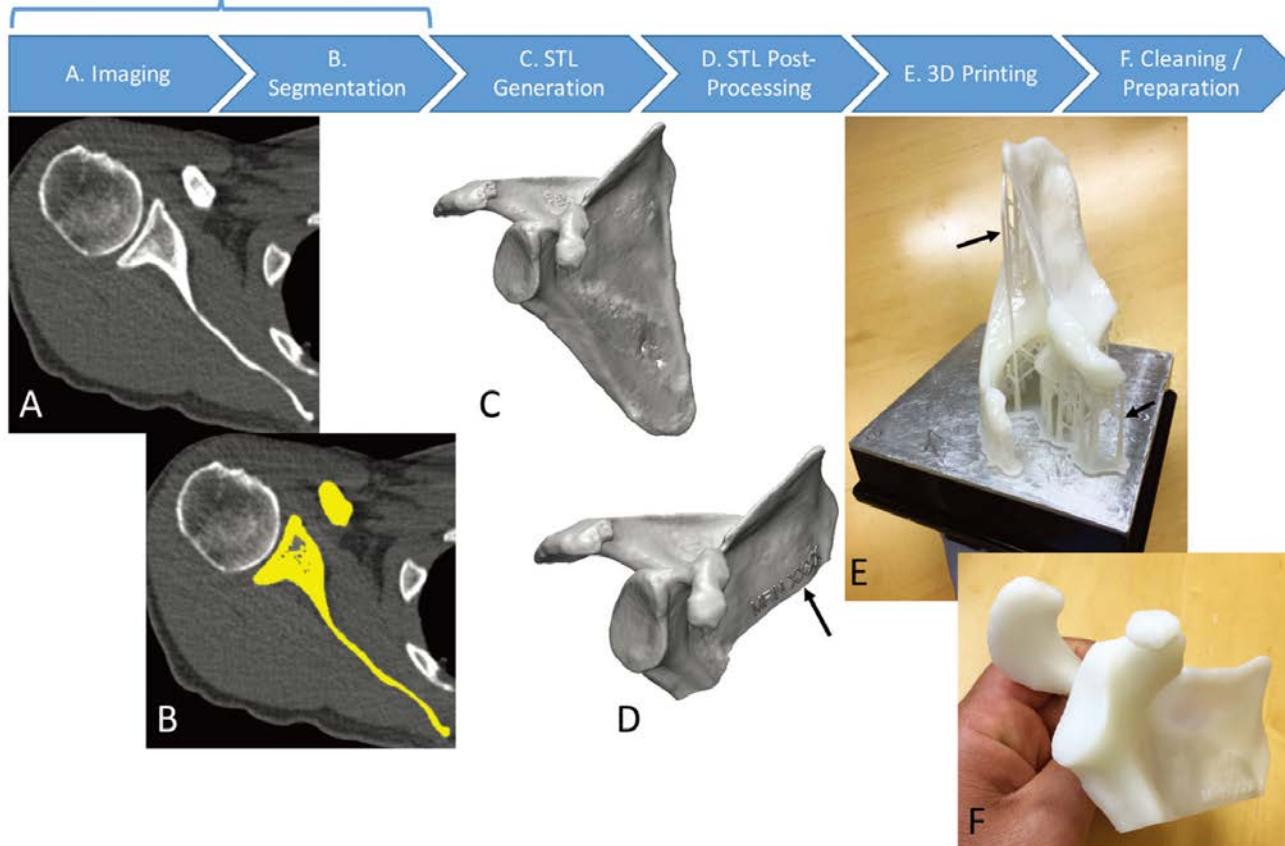 A. Imaging
B.
Segmentation
C. STL
Generation
D. STL Post-
Processing
E. 3D Printing
F. Cleaning /
Preparation
A
B
C
D
E
F